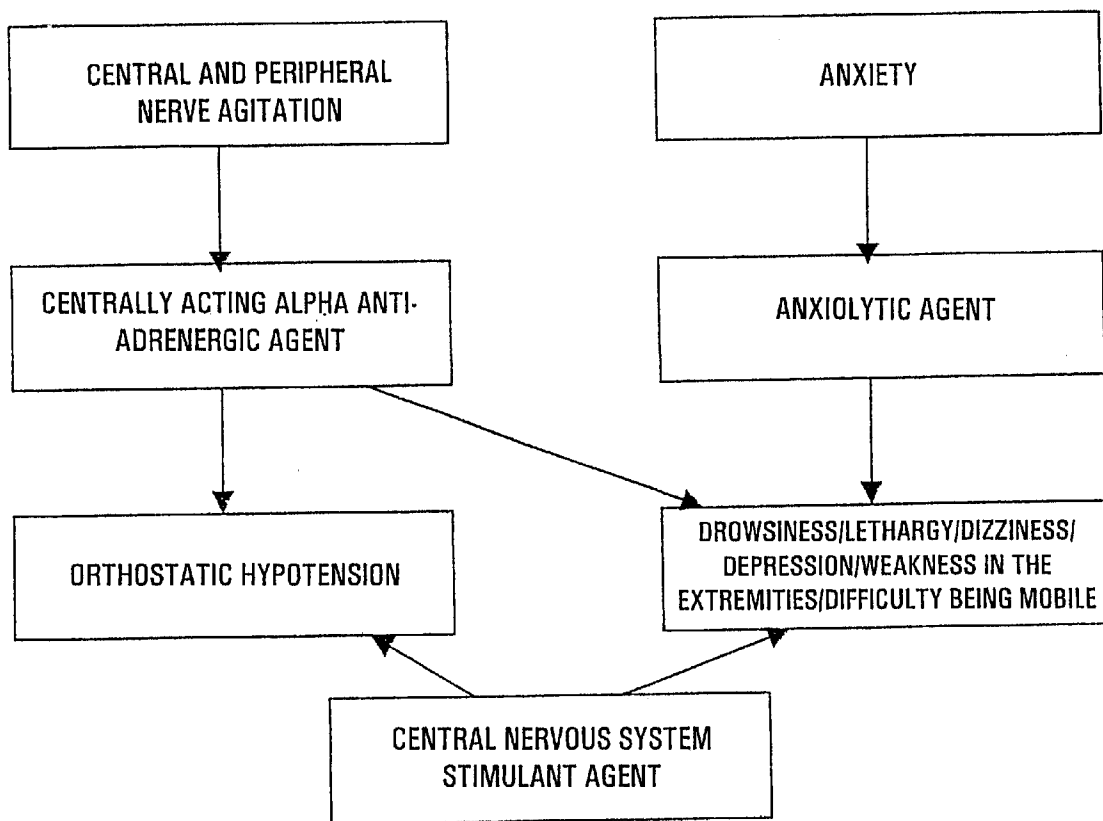 CENTRAL AND PERIPHERAL
NERVE AGITATION
ANXIETY
CENTRALLY ACTING ALPHA ANTI-
ADRENERGIC AGENT
ANXIOLYTIC AGENT
ORTHOSTATIC HYPOTENSION
DROWSINESS/LETHARGY/DIZZINESS/
DEPRESSION/WEAKNESS IN THE
EXTREMITIES/DIFFICULTY BEING MOBILE
CENTRAL NERVOUS SYSTEM
STIMULANT AGENT